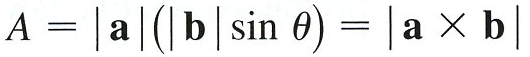 A = |a|(|b| sin θ) = |a × b|